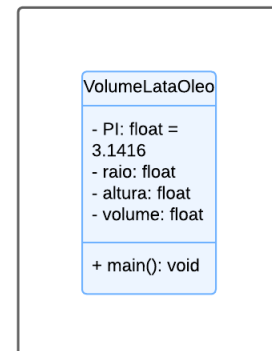 VolumeLataOleo
- PI: float =
3.1416
- raio: float
- altura: float
- volume: float
+ main(): void